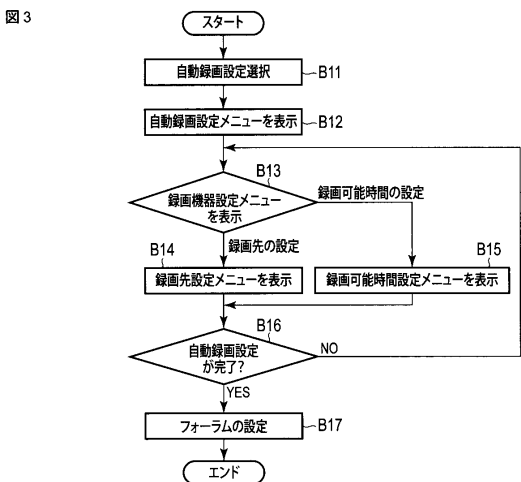 図3
スタート
自動録画設定選択
B11
自動録画設定メニューを表示
B12
B13
録画機器設定メニュー
を表示
録画可能時間の設定
録画先の設定
B14
録画先設定メニューを表示
B15
録画可能時間設定メニューを表示
B16
自動録画設定
が完了?
NO
YES
フォーラムの設定
B17
エンド